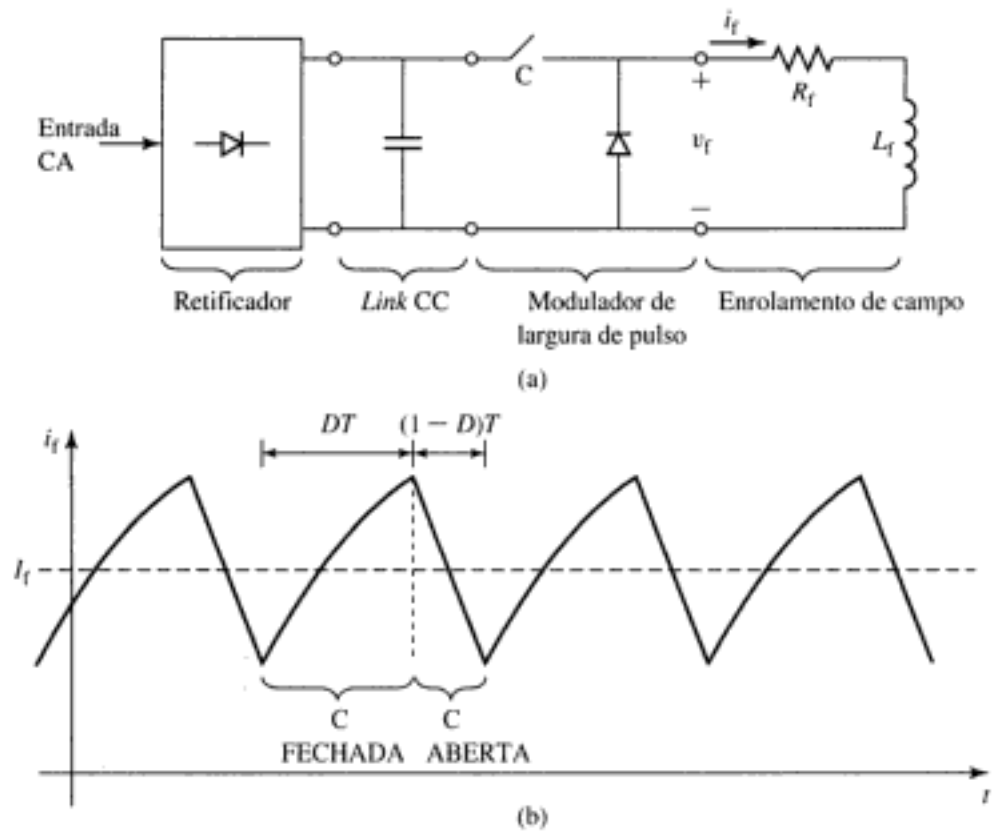 i_f
C
R_f
+
Entrada
CA
v_f
L_f
−
Retificador
Link CC
Modulador de
largura de pulso
Enrolamento de campo
(a)
DT
(1 − D)T
i_f
I_f
C
C
FECHADA
ABERTA
t
(b)